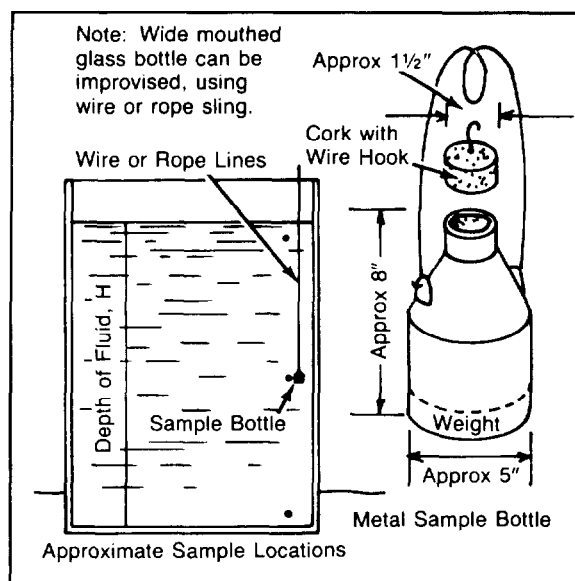 Note: Wide mouthed
glass bottle can be
improvised, using
wire or rope sling.
Wire or Rope Lines
Depth of Fluid, H
Sample Bottle
Approximate Sample Locations
Approx 1½"
Cork with
Wire Hook
Approx 8"
Weight
Approx 5"
Metal Sample Bottle